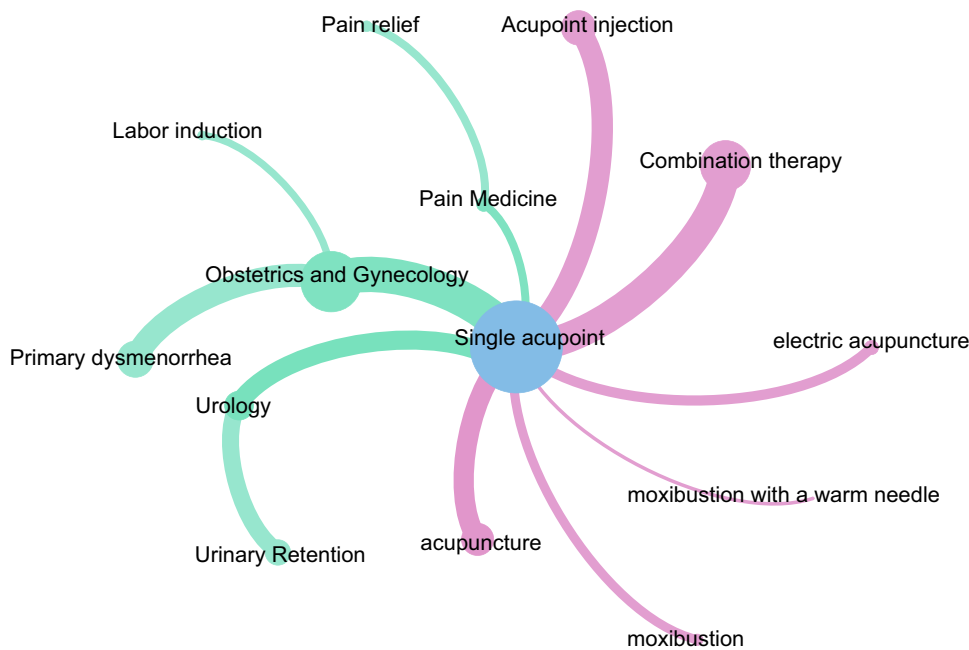 Pain relief
Acupoint injection
Labor induction
Combination therapy
Pain Medicine
Obstetrics and Gynecology
Single acupoint
electric acupuncture
Primary dysmenorrhea
Urology
moxibustion with a warm needle
acupuncture
Urinary Retention
moxibustion